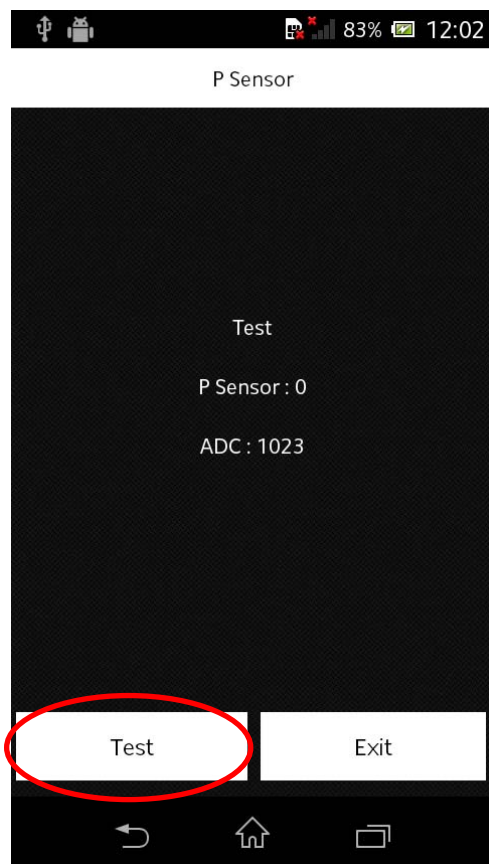 83% 12:02
P Sensor
Test
P Sensor : 0
ADC : 1023
Test Exit